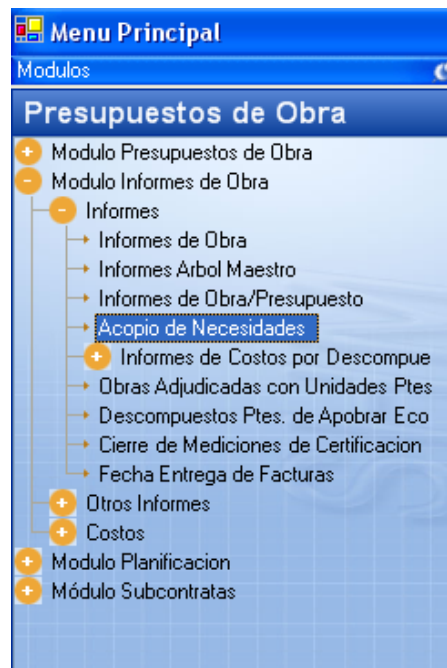 Menu Principal
Modulos
Presupuestos de Obra
Modulo Presupuestos de Obra
Modulo Informes de Obra
Informes
Informes de Obra
Informes Arbol Maestro
Informes de Obra/Presupuesto
Acopio de Necesidades
Informes de Costos por Descompue
Obras Adjudicadas con Unidades Ptes
Descompuestos Ptes. de Apobrar Eco
Cierre de Mediciones de Certificacion
Fecha Entrega de Facturas
Otros Informes
Costos
Modulo Planificacion
Módulo Subcontratas